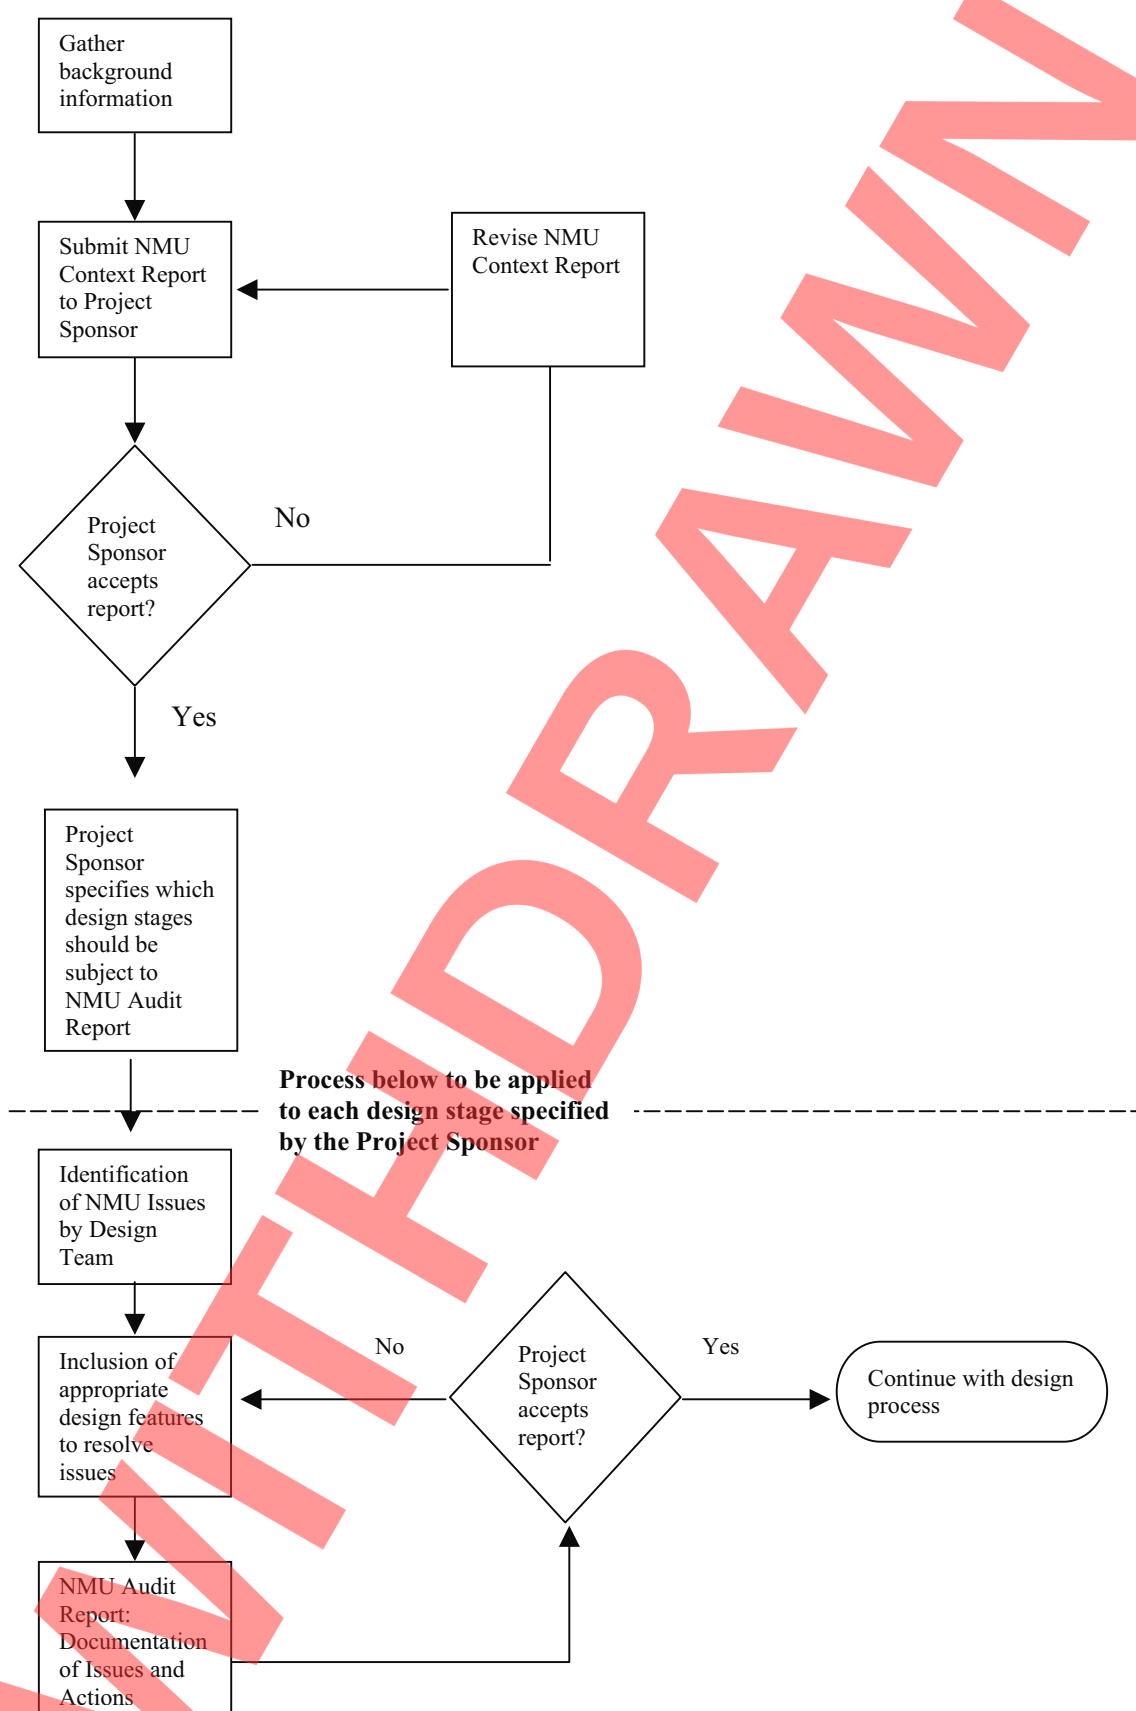 Gather
background
information
Submit NMU
Context Report
to Project
Sponsor
Revise NMU
Context Report
Project
Sponsor
accepts
report?
No
Yes
Project
Sponsor
specifies which
design stages
should be
subject to
NMU Audit
Report
Process below to be applied
to each design stage specified
by the Project Sponsor
Identification
of NMU Issues
by Design
Team
Inclusion of
appropriate
design features
to resolve
issues
No
Project
Sponsor
accepts
report?
Yes
Continue with design
process
NMU Audit
Report:
Documentation
of Issues and
Actions
WITHDRAWN